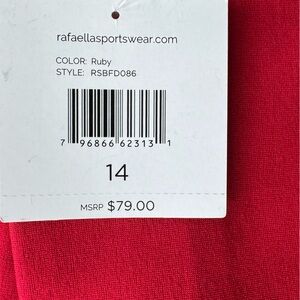 rafaellasportswear.com
COLOR: Ruby
STYLE: RSBFD086
7 96866 62313 1
14
MSRP $79.00